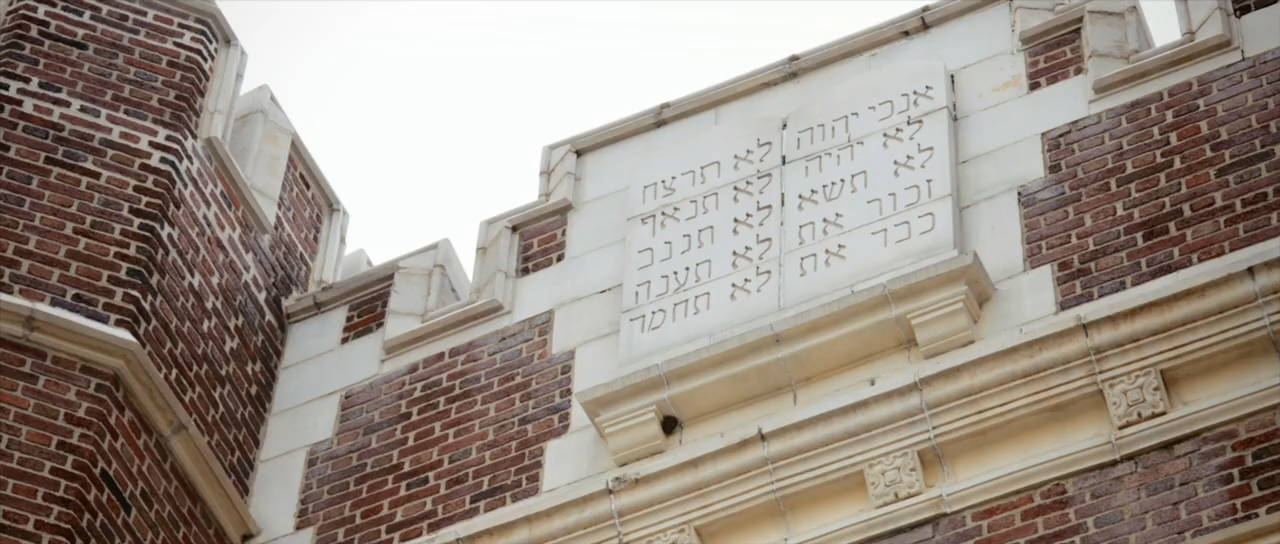 אנכי יהוה
לא יהיה
לא תשא
זכור את
כבד את
לא תרצח
לא תנאף
לא תגנב
לא תענה
לא תחמד